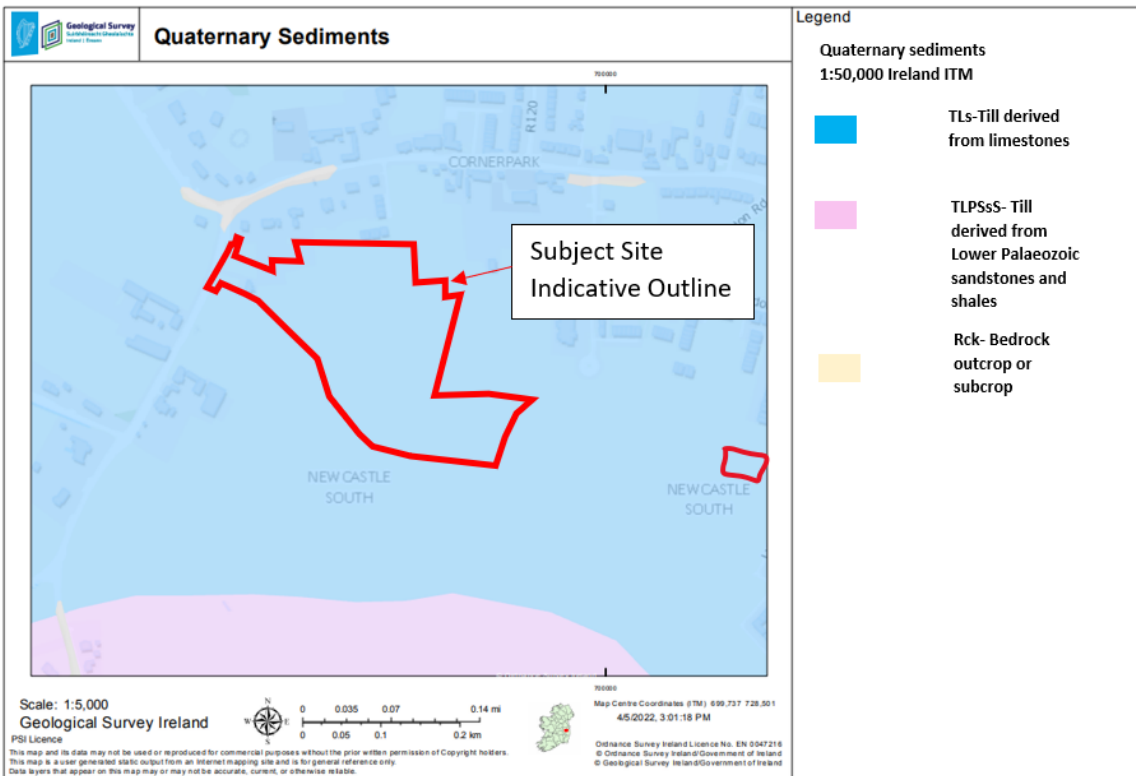 Geological Survey
Suirbhéireacht Gheolaíochta
Ireland | Éireann
Quaternary Sediments
Legend
Quaternary sediments
1:50,000 Ireland ITM
TLs-Till derived
from limestones
TLPSsS- Till
derived from
Lower Palaeozoic
sandstones and
shales
Rck- Bedrock
outcrop or
subcrop
700000
R120
CORNERPARK
Subject Site
Indicative Outline
NEWCASTLE
SOUTH
NEWCASTLE
SOUTH
700000
Scale: 1:5,000
Geological Survey Ireland
PSI Licence
This map and its data may not be used or reproduced for commercial purposes without the prior written permission of Copyright holders.
This map is a user generated static output from an Internet mapping site and is for general reference only.
Data layers that appear on this map may or may not be accurate, current, or otherwise reliable.
N
W E
S
0 0.035 0.07 0.14 mi
0 0.05 0.1 0.2 km
Map Centre Coordinates (ITM) 699,737 728,501
4/5/2022, 3:01:18 PM
Ordnance Survey Ireland Licence No. EN 0047216
© Ordnance Survey Ireland/Government of Ireland
© Geological Survey Ireland/Government of Ireland